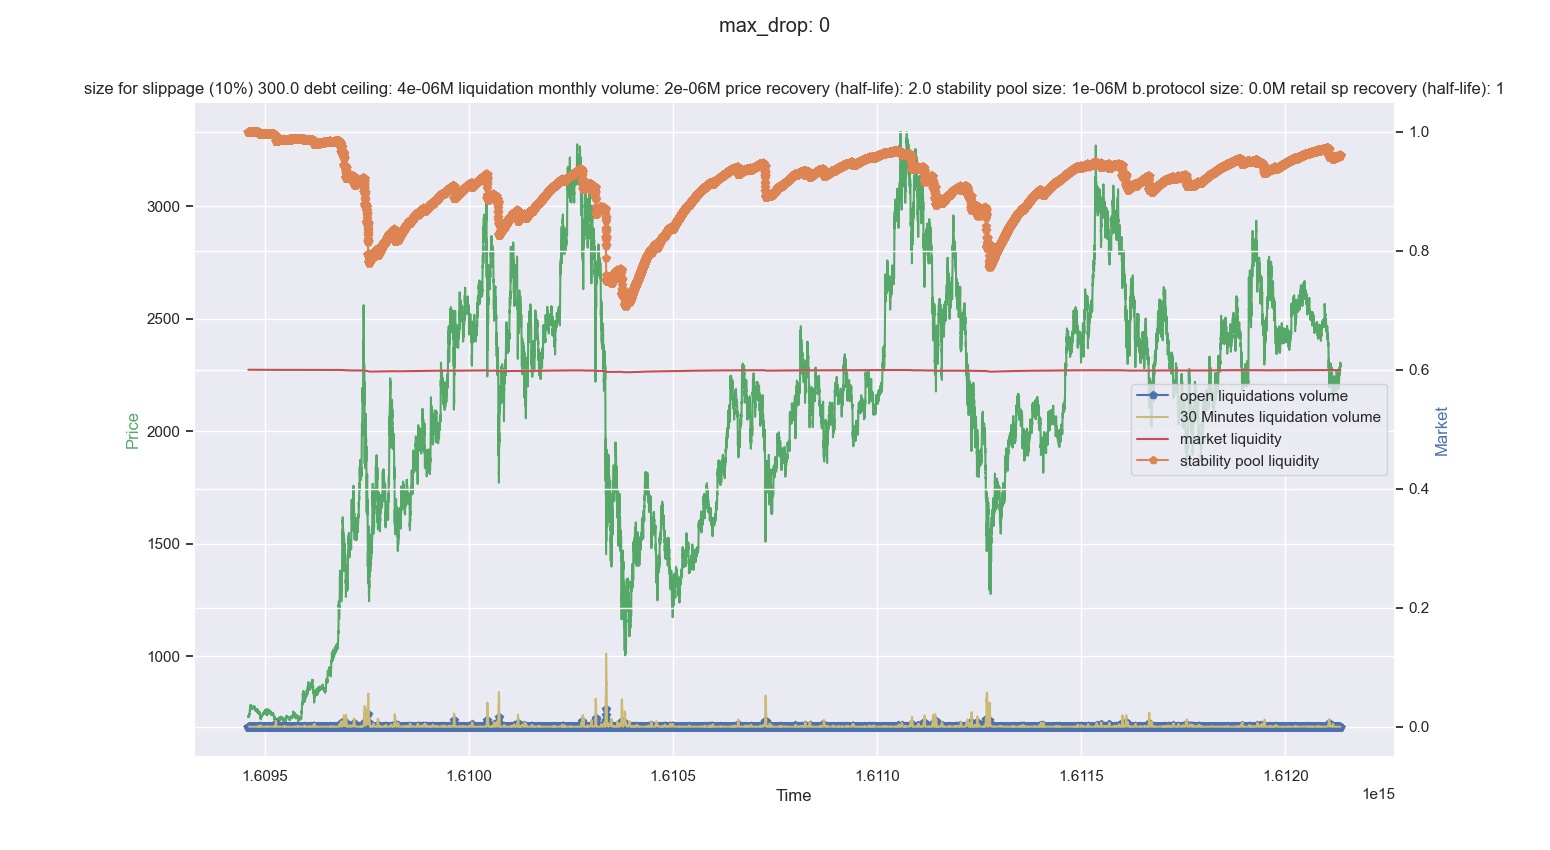 max_drop: 0
size for slippage (10%) 300.0 debt ceiling: 4e-06M liquidation monthly volume: 2e-06M price recovery (half-life): 2.0 stability pool size: 1e-06M b.protocol size: 0.0M retail sp recovery (half-life): 1
1.0
3000
0.8
2500
0.6
open liquidations volume
30 Minutes liquidation volume
market liquidity
stability pool liquidity
Price
Market
2000
0.4
1500
0.2
1000
0.0
1.6095 1.6100 1.6105 1.6110 1.6115 1.6120
Time
1e15